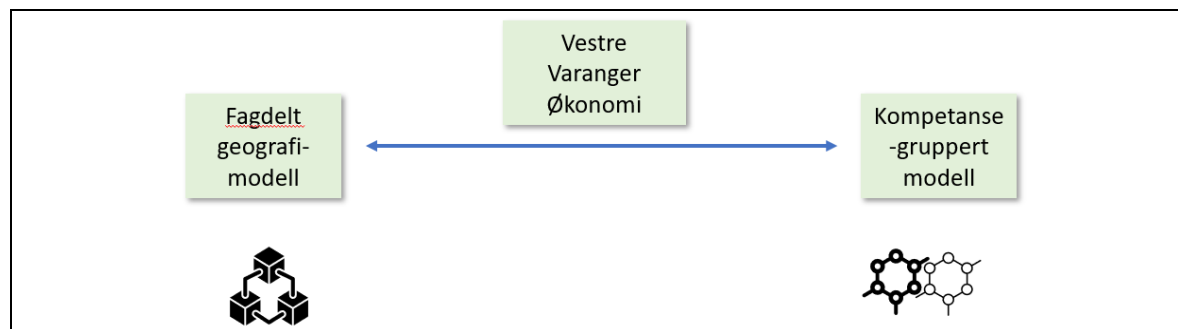 Vestre
Varanger
Økonomi
Fagdelt
geografi-
modell
Kompetanse
-gruppert
modell